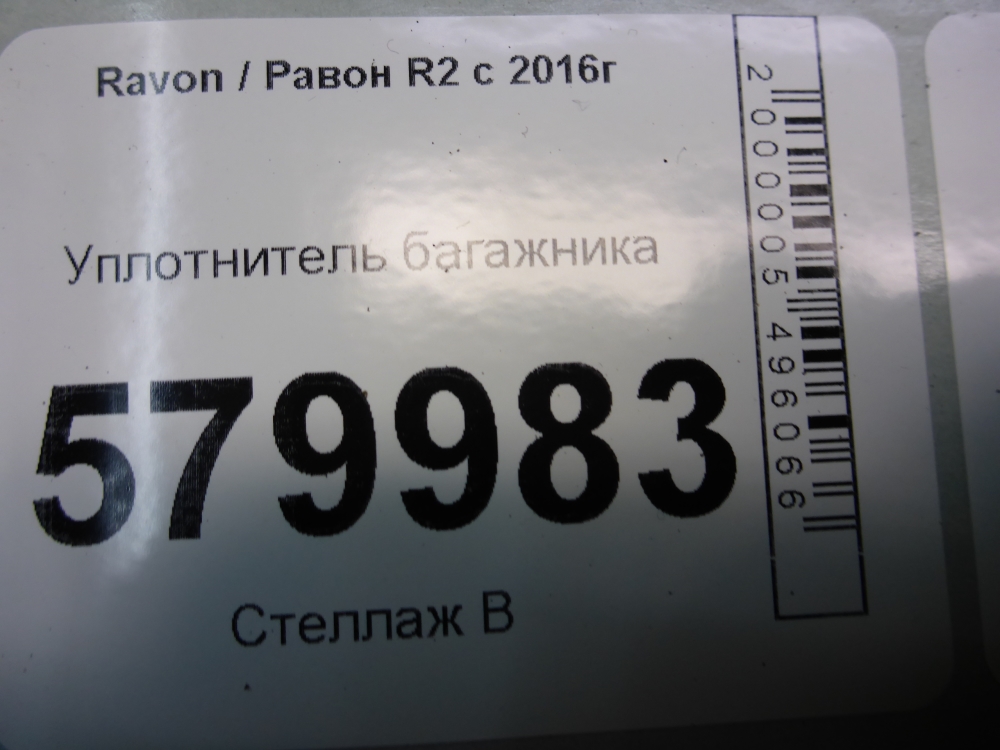 Ravon / Равон R2 с 2016г
Уплотнитель багажника
579983
Стеллаж В
2000005496066